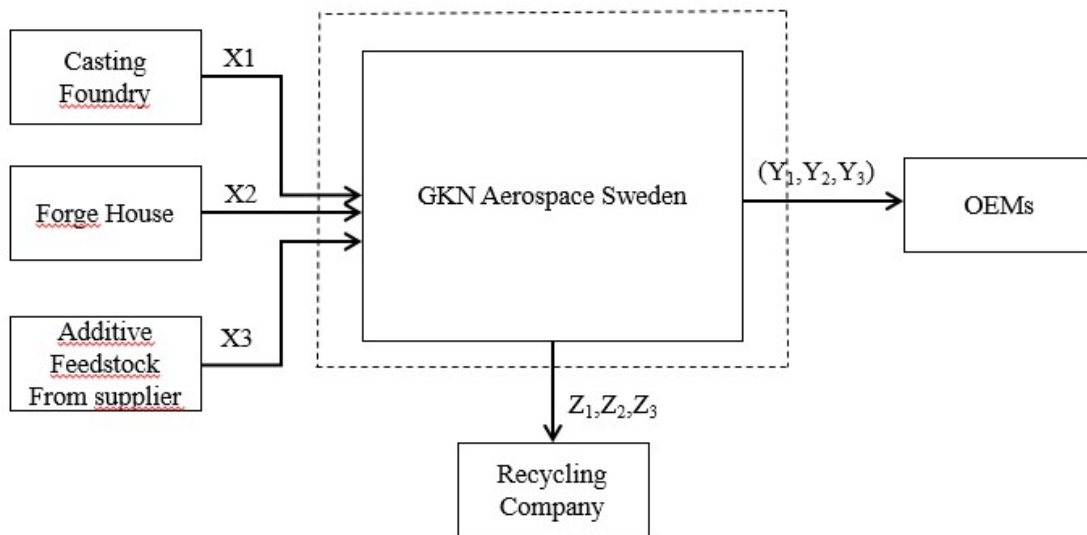 Casting
Foundry
X1
Forge House
X2
Additive
Feedstock
From supplier
X3
GKN Aerospace Sweden
(Y₁,Y₂,Y₃)
OEMs
Z₁,Z₂,Z₃
Recycling
Company